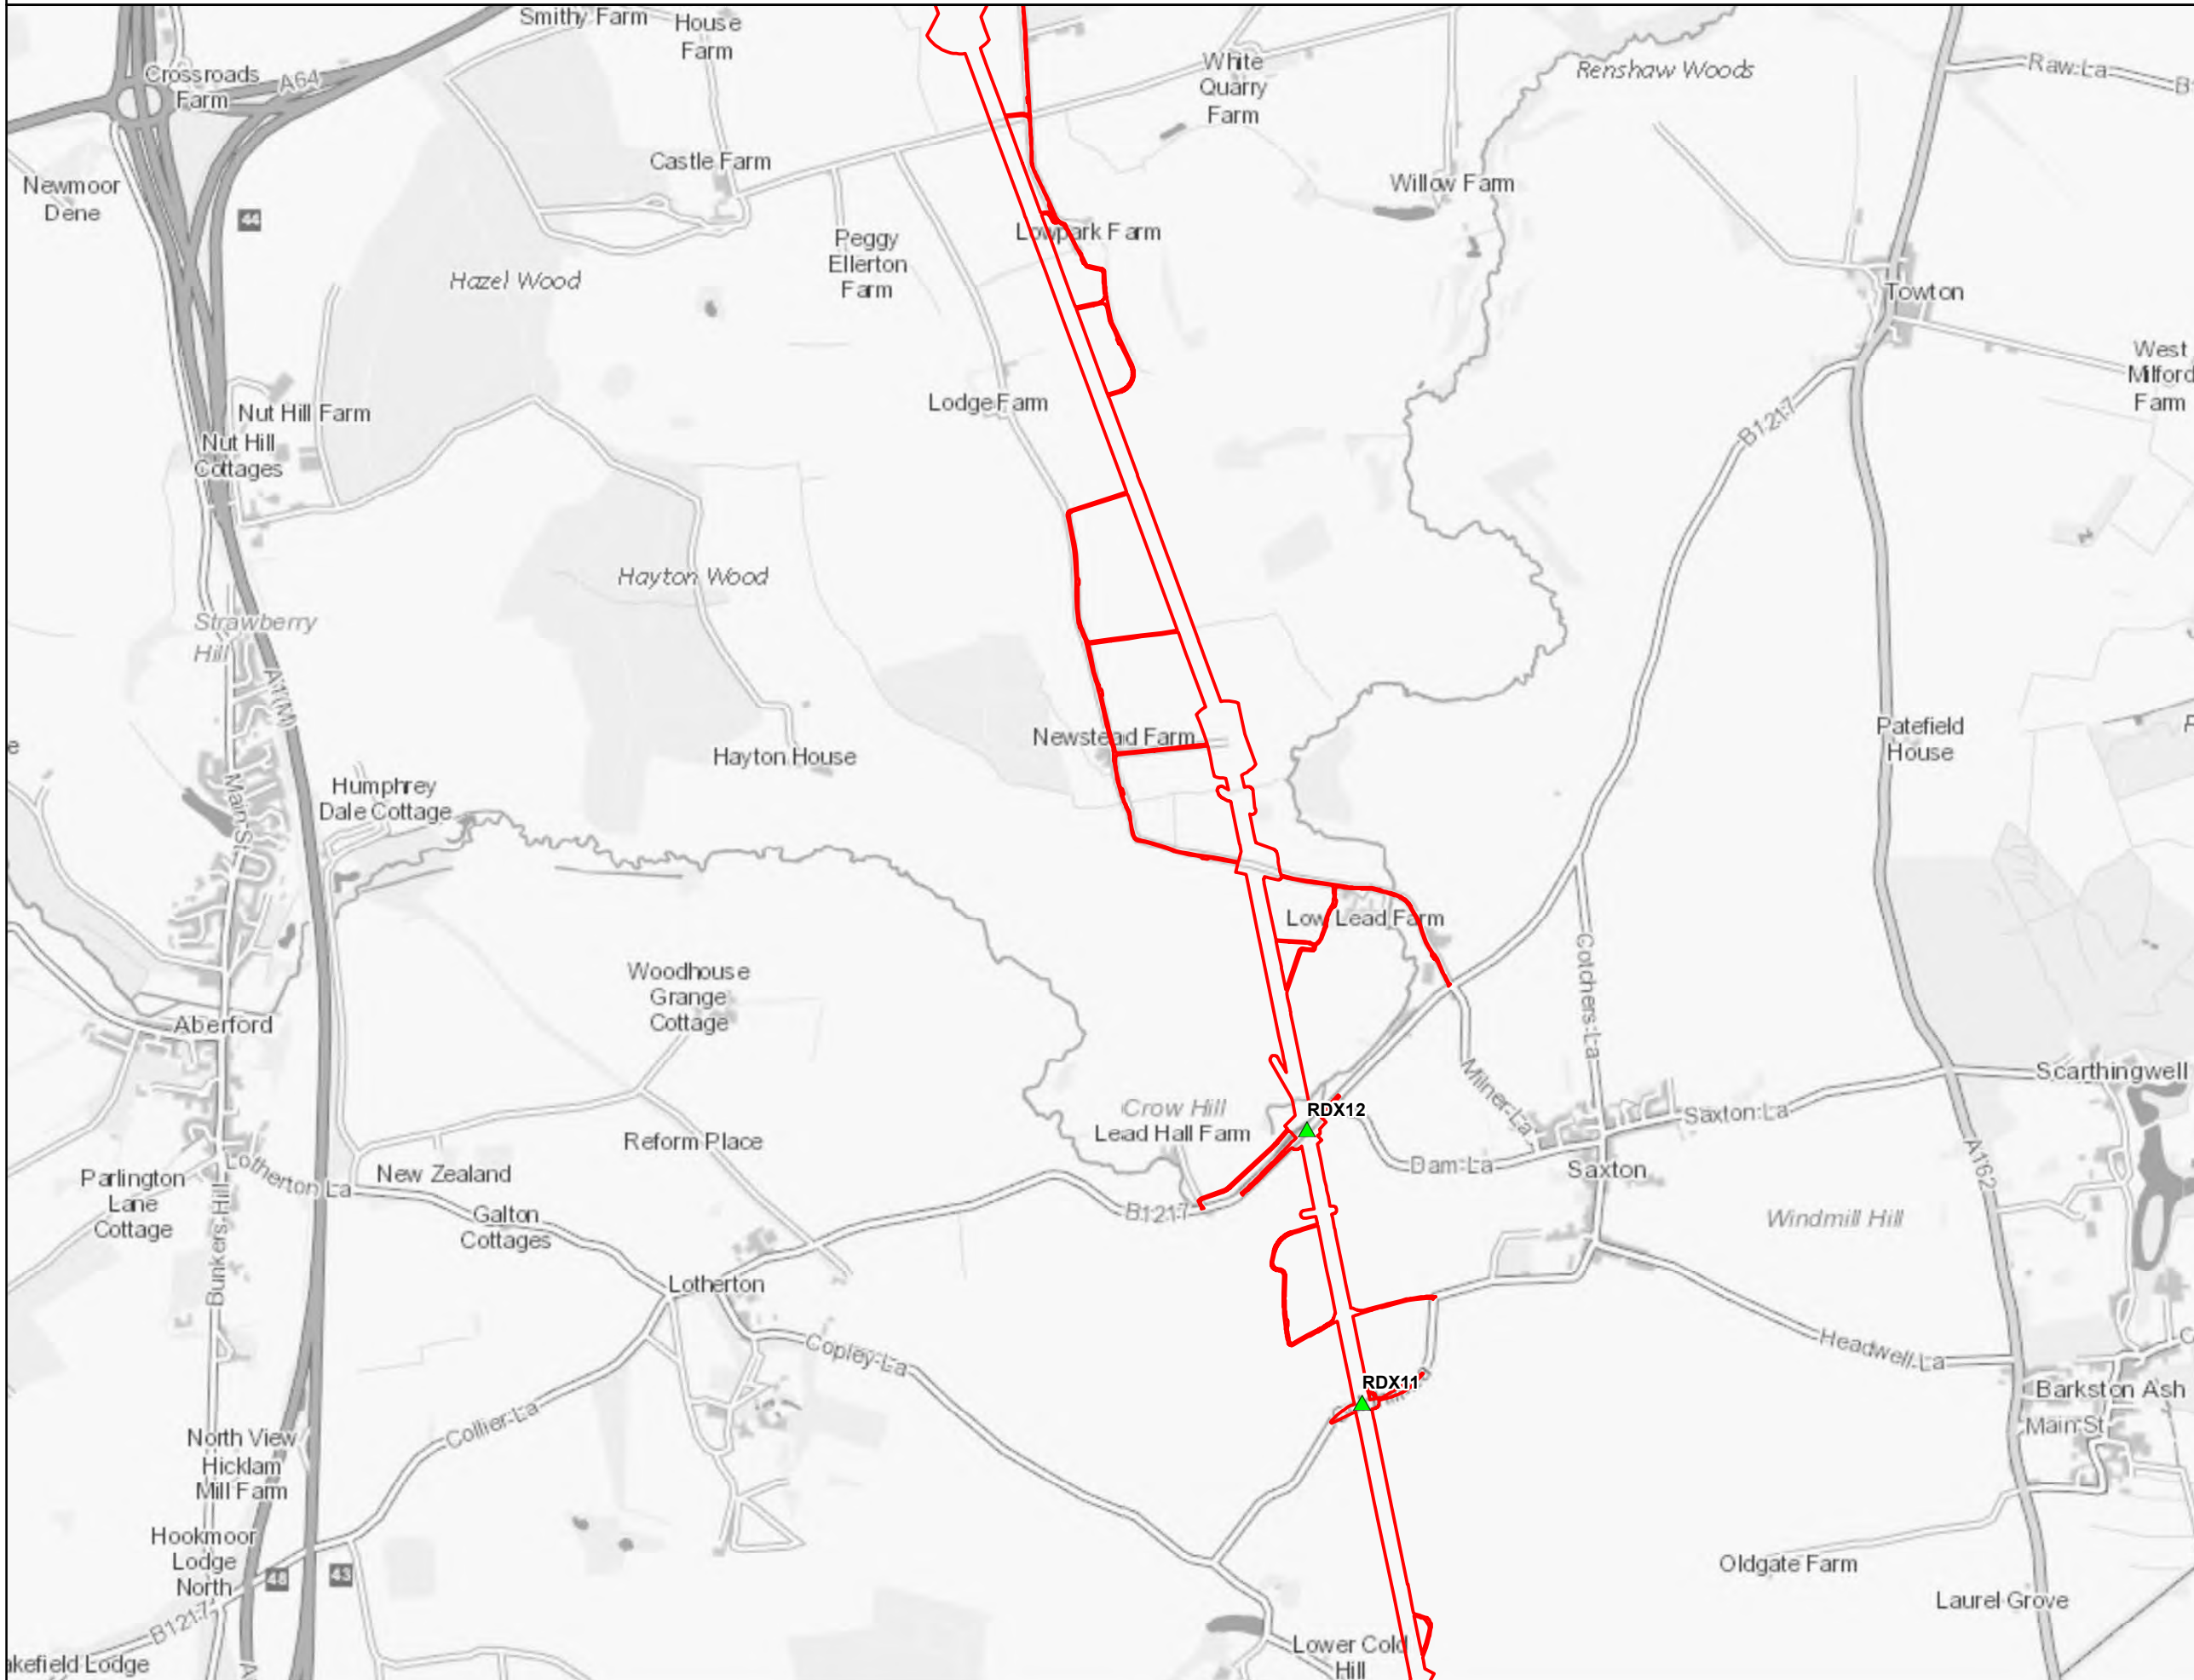 Smithy Farm
House
Farm
Crossroads
Farm
A64
White
Quarry
Farm
Renshaw Woods
Raw La
Newmoor
Dene
44
Castle Farm
Willow Farm
Hazel Wood
Peggy
Ellerton
Farm
Lowpark Farm
Towton
West
Milford
Farm
Nut Hill Farm
Nut Hill
Cottages
Lodge Farm
B1217
Hayton Wood
Strawberry
Hill
A1(M)
Newstead Farm
Hayton House
Patefield
House
Humphrey
Dale Cottage
Main St
Low Lead Farm
Cotchers La
Woodhouse
Grange
Cottage
Aberford
Scarthingwell
Milner La
Crow Hill
Lead Hall Farm
RDX12
Saxton La
Reform Place
Dam La
Saxton
A162
Lotherton La
New Zealand
Parlington
Lane
Cottage
Bunkers Hill
Galton
Cottages
B1217
Windmill Hill
Lotherton
Copley La
Headwell La
RDX11
Barkston Ash
Main St
Collier La
North View
Hicklam
Mill Farm
Hookmoor
Lodge
North
48
43
Oldgate Farm
Laurel Grove
B1217
akefield Lodge
Lower Cold
Hill